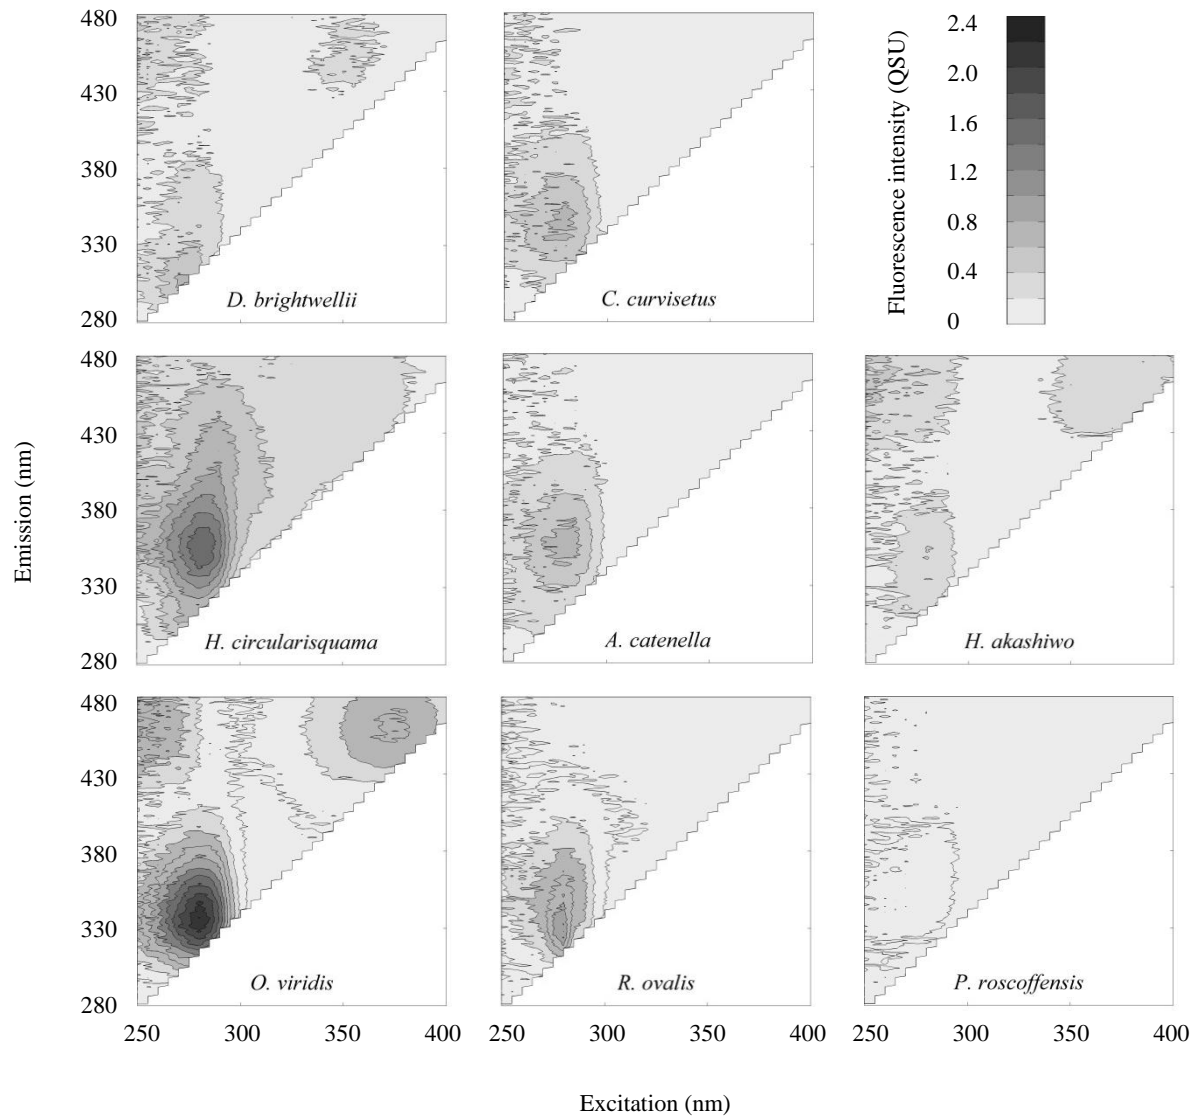 480
430
380
330
280
D. brightwellii
C. curvisetus
Fluorescence intensity (QSU)
2.4
2.0
1.6
1.2
0.8
0.4
0
Emission (nm)
480
430
380
330
280
H. circularisquama
A. catenella
H. akashiwo
480
430
380
330
280
O. viridis
R. ovalis
P. roscoffensis
250 300 350 400 250 300 350 400 250 300 350 400
Excitation (nm)